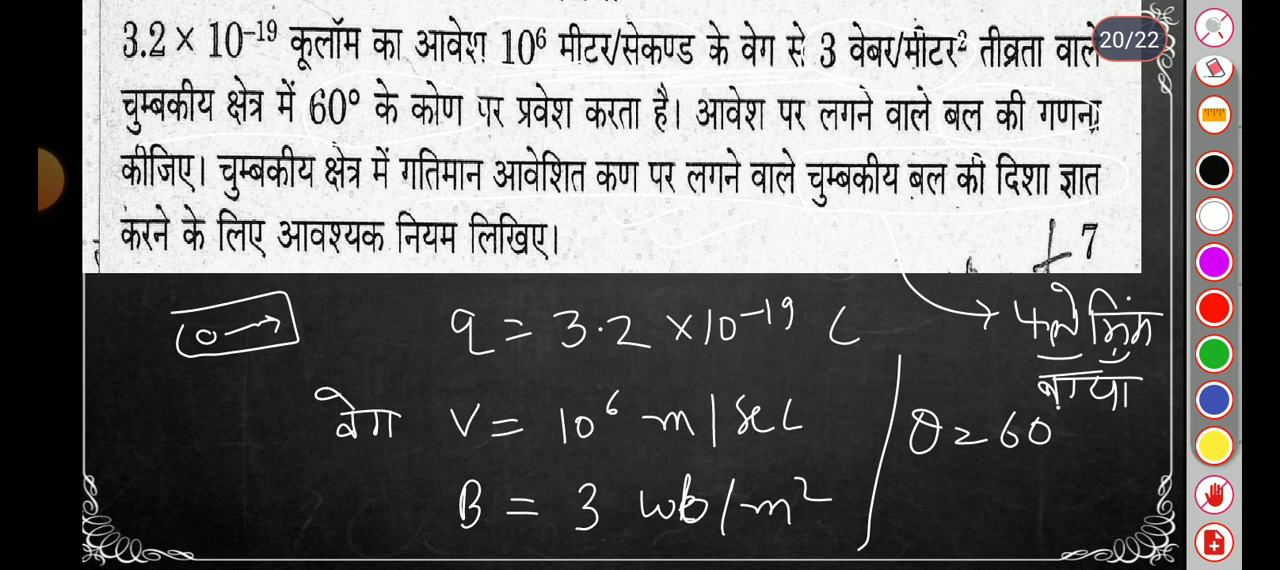 3.2 × 10⁻¹⁹ कूलॉम का आवेश 10⁶ मीटर/सेकण्ड के वेग से 3 वेबर/मीटर² तीव्रता वाले
20/22
चुम्बकीय क्षेत्र में 60° के कोण पर प्रवेश करता है। आवेश पर लगने वाले बल की गणना
कीजिए। चुम्बकीय क्षेत्र में गतिमान आवेशित कण पर लगने वाले चुम्बकीय बल की दिशा ज्ञात
करने के लिए आवश्यक नियम लिखिए।
7
q = 3.2 × 10⁻¹⁹ C
वेग V = 10⁶ m/sec
θ = 60
B = 3 wb/m²